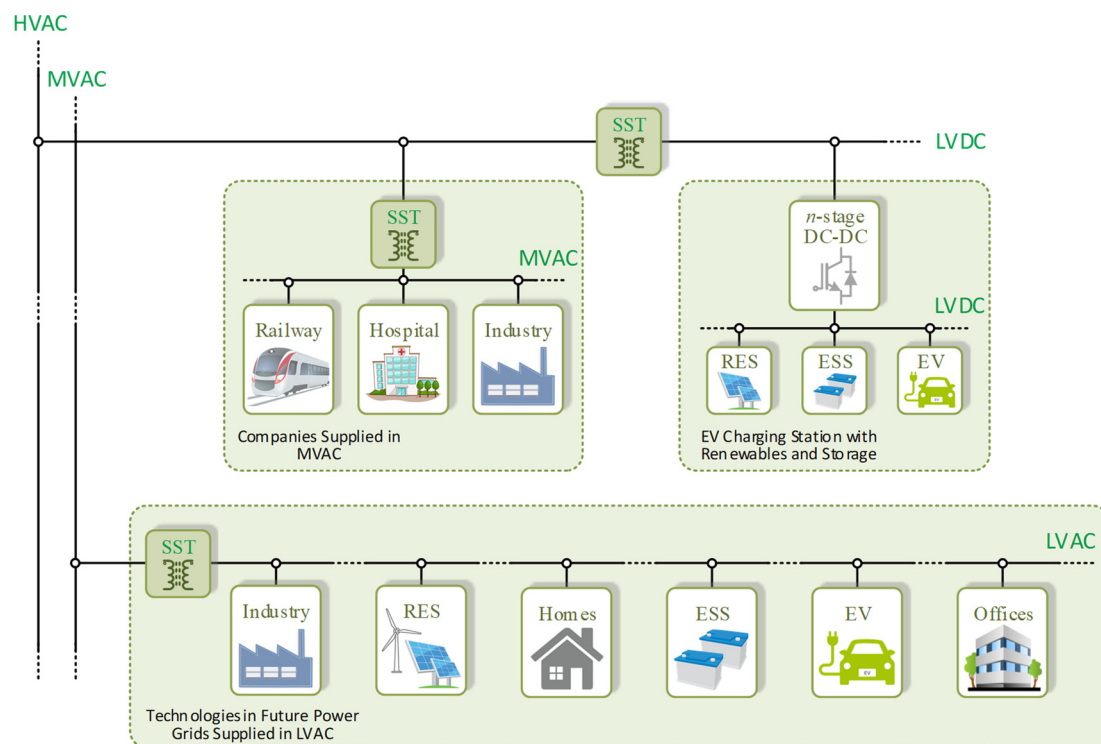 HVAC
MVAC
SST
LVDC
SST
MVAC
Railway
Hospital
Industry
Companies Supplied in
MVAC
n-stage
DC-DC
LVDC
RES
ESS
EV
EV
EV Charging Station with
Renewables and Storage
SST
LVAC
Industry
RES
Homes
ESS
EV
EV
Offices
Technologies in Future Power
Grids Supplied in LVAC